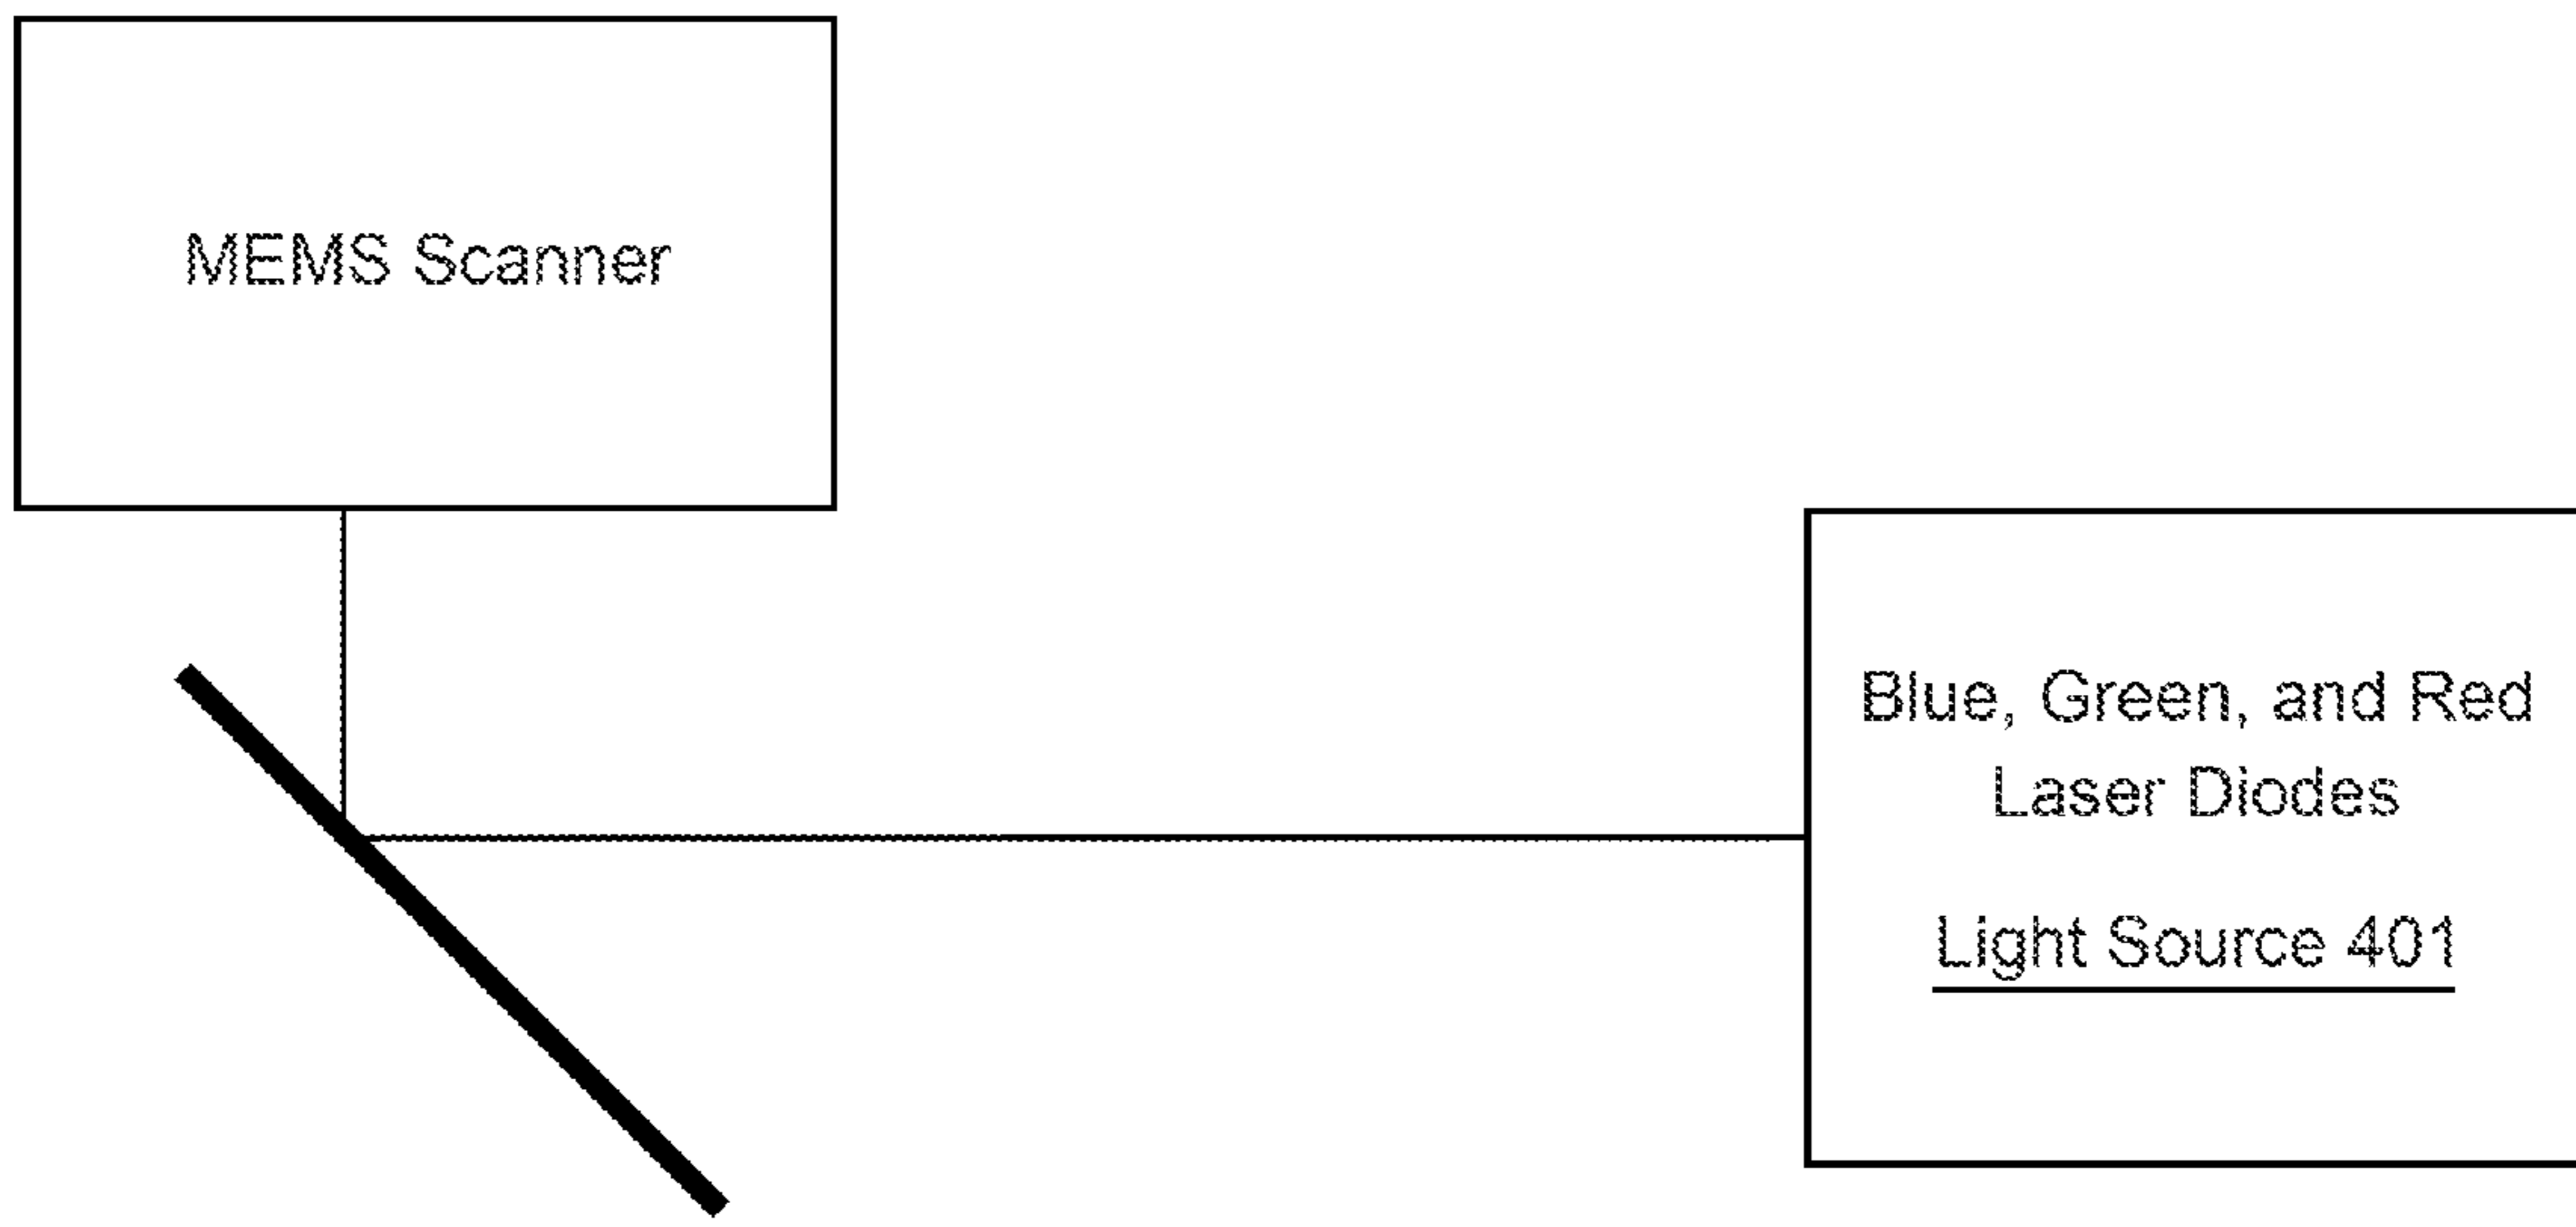 MEMS Scanner
Blue, Green, and Red
Laser Diodes
Light Source 401